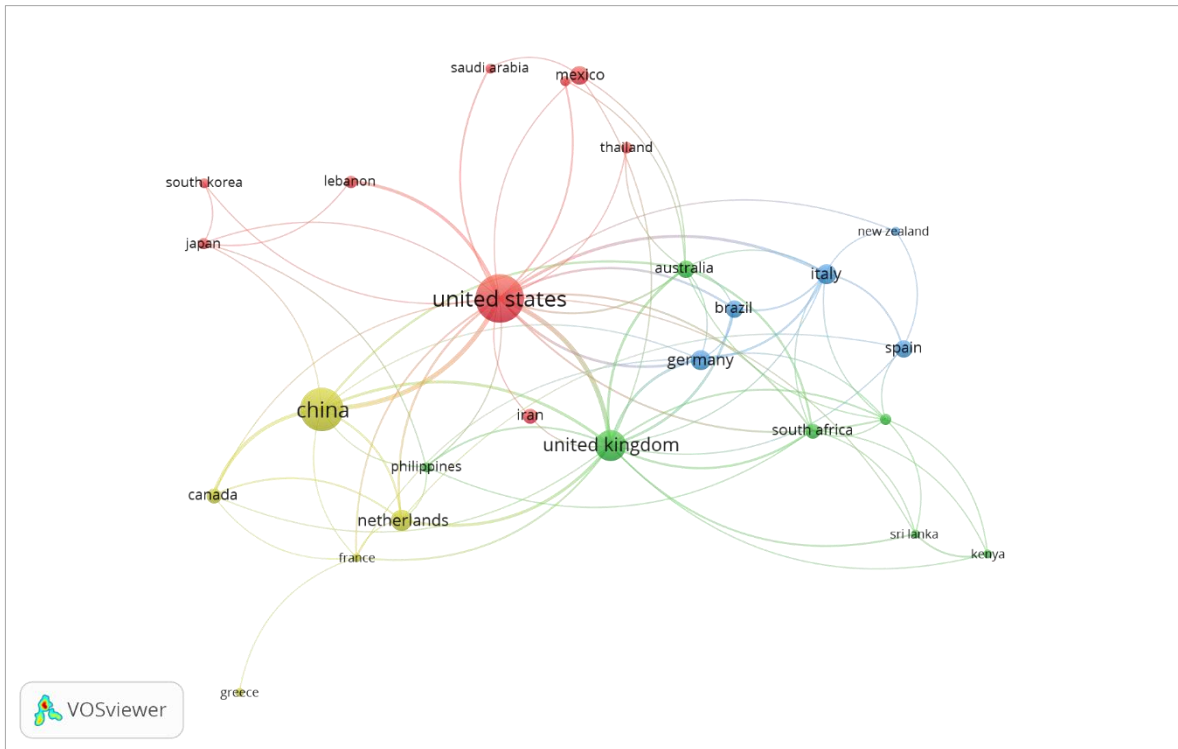 saudi arabia
mexico
thailand
south korea
lebanon
new zealand
japan
australia
italy
united states
brazil
spain
germany
china
iran
south africa
united kingdom
philippines
canada
netherlands
sri lanka
kenya
france
greece
VOSviewer